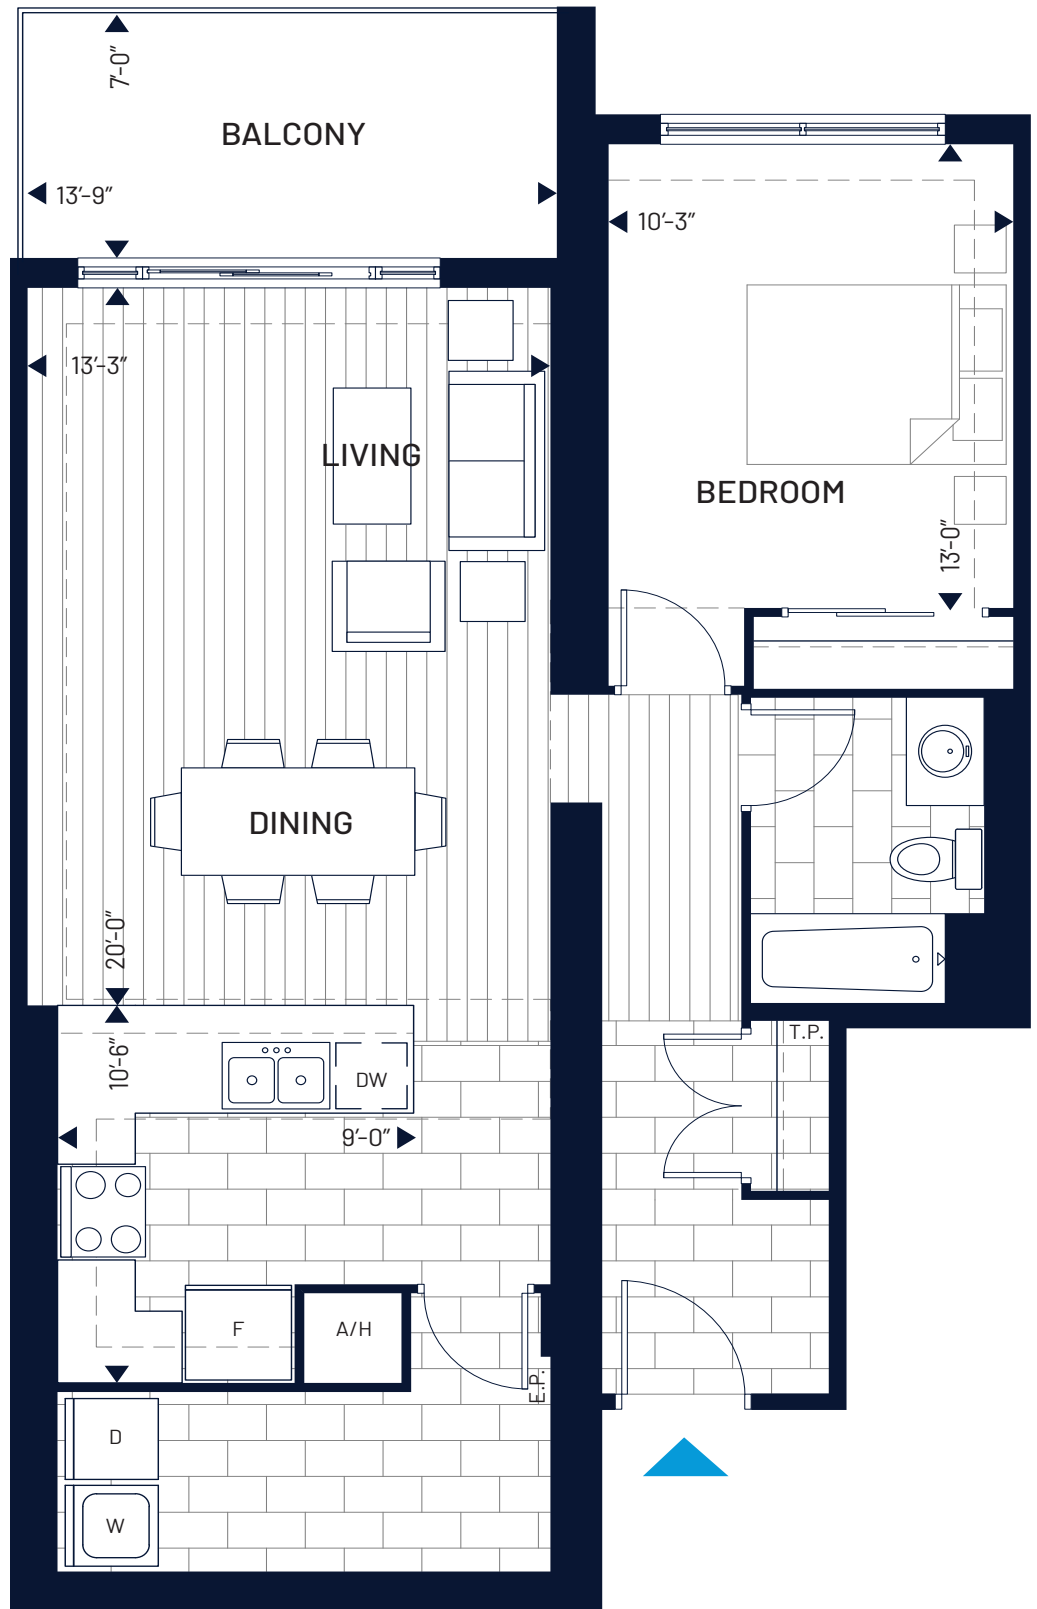 7'-0"
BALCONY
13'-9"
10'-3"
13'-3"
LIVING
BEDROOM
13'-0"
DINING
20'-0"
10'-6"
T.P.
DW
9'-0"
F
A/H
E.P.
D
W